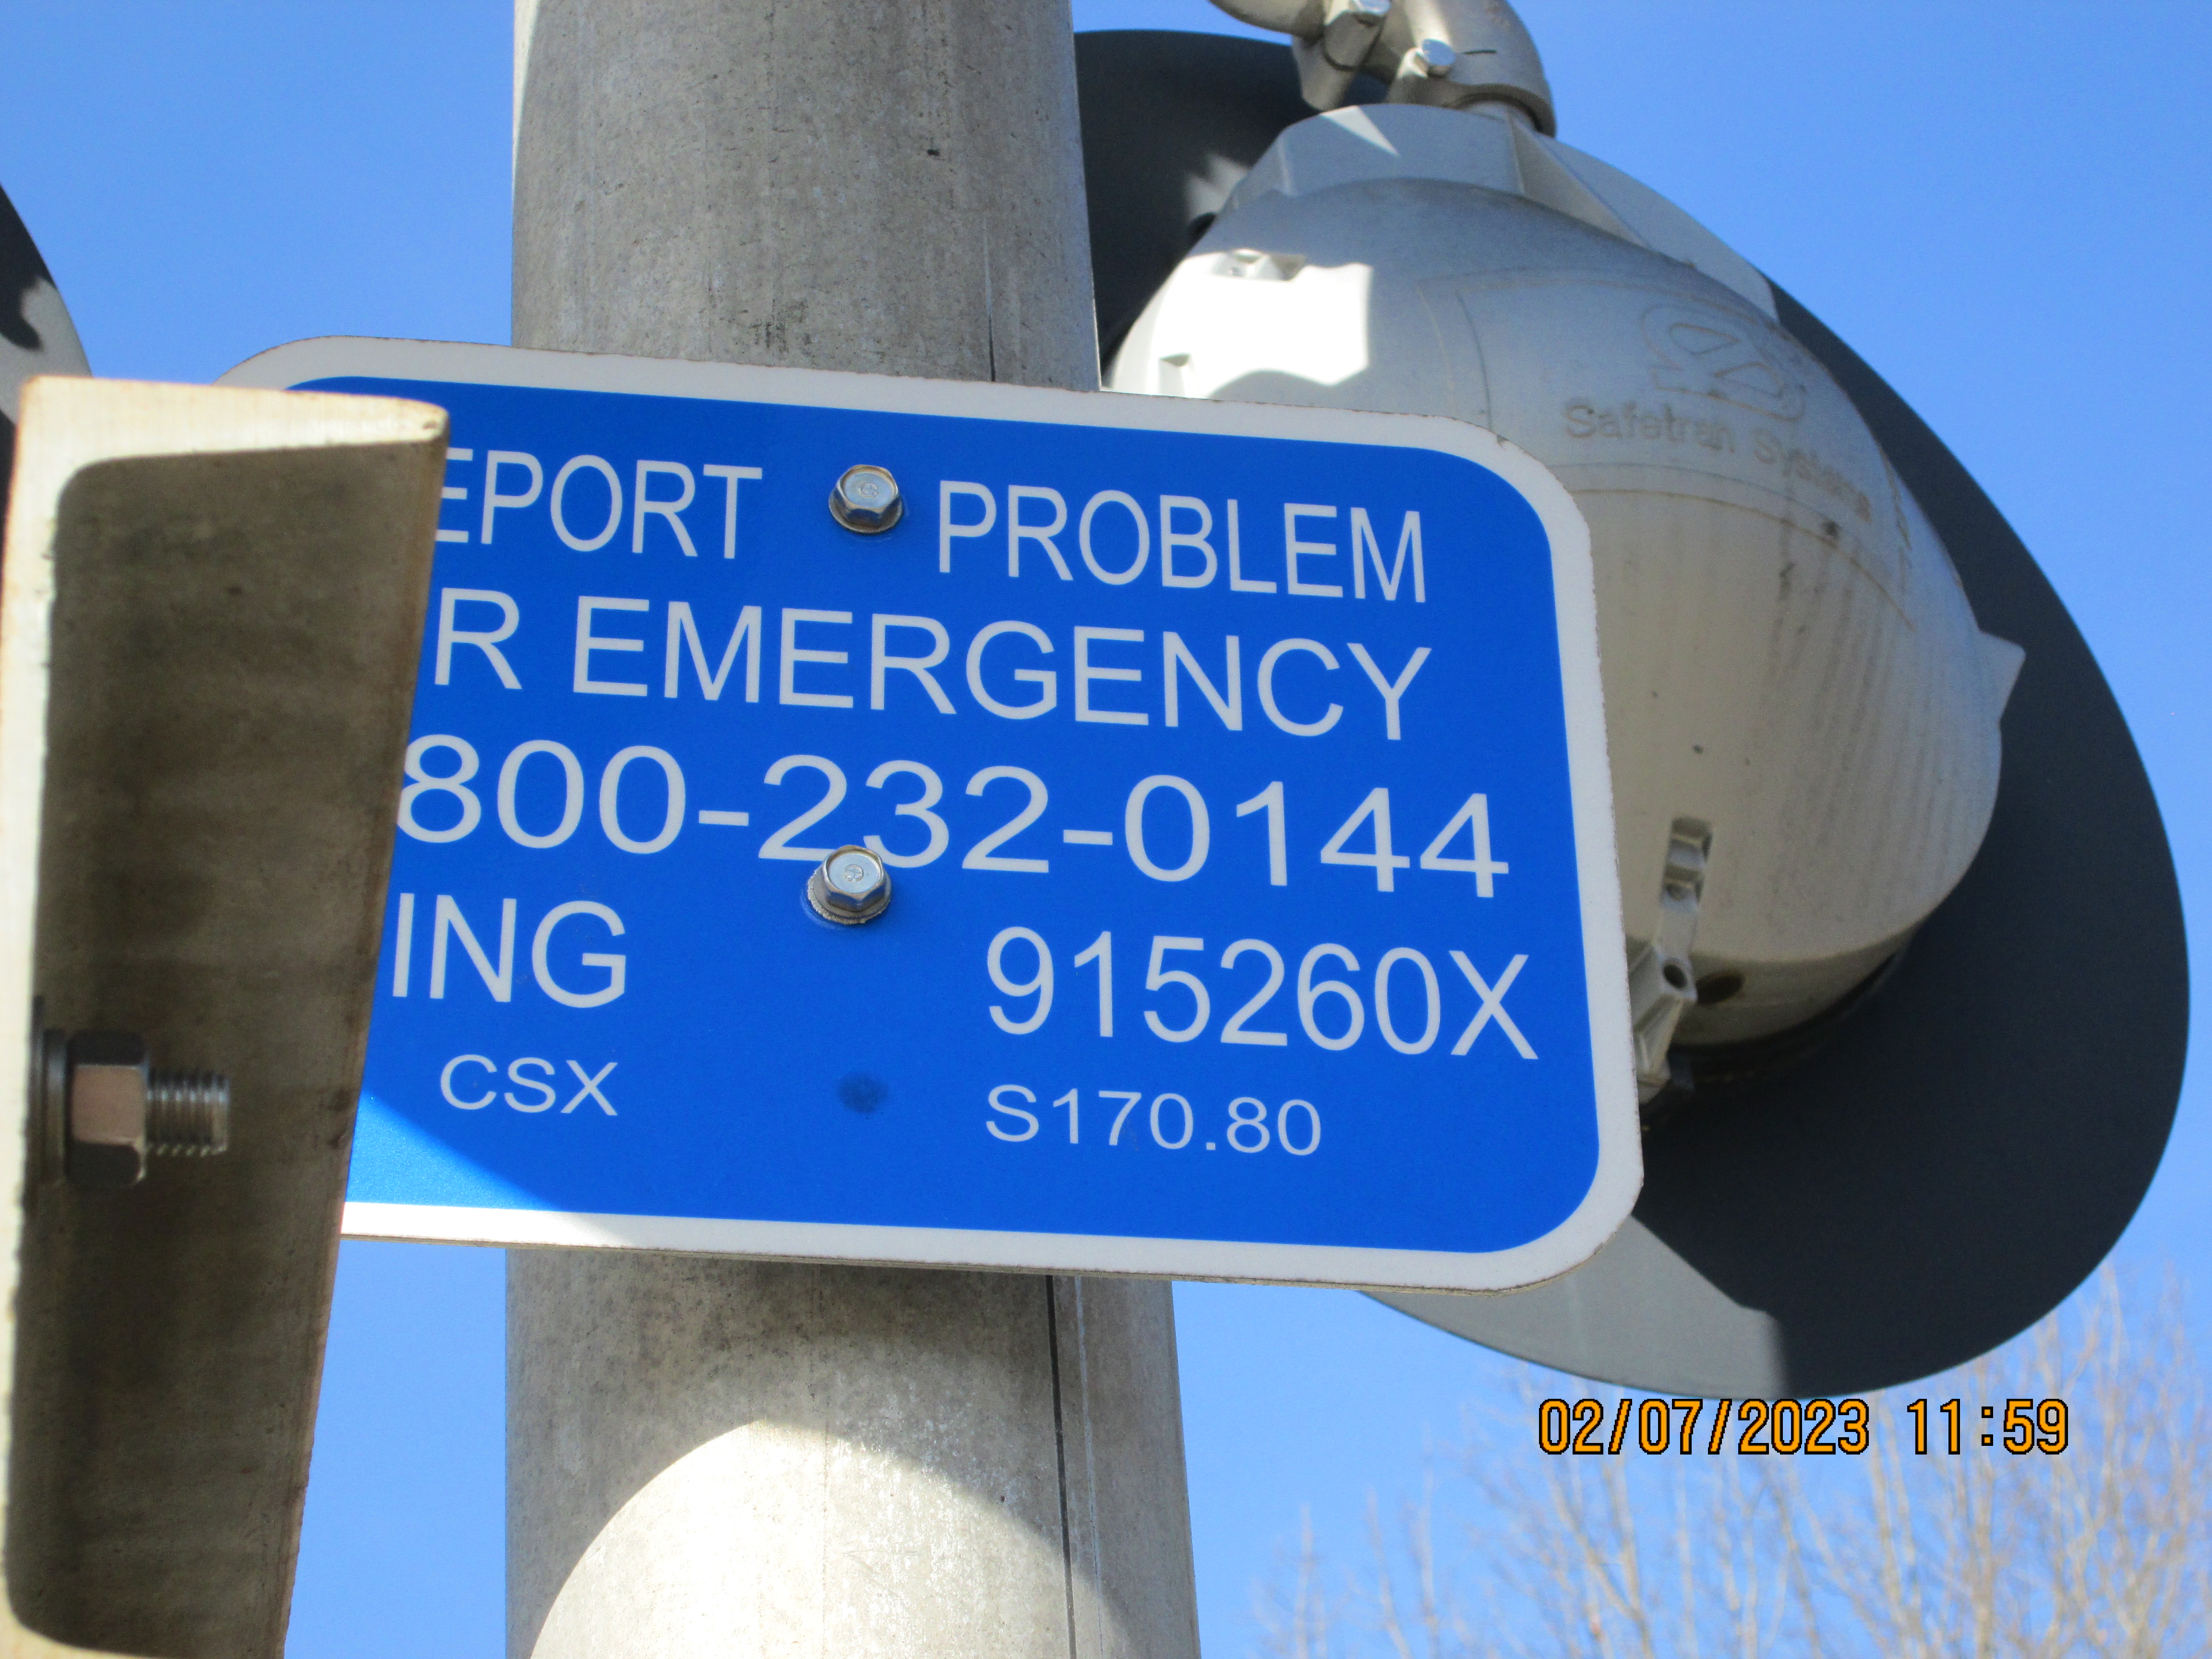 EPORT PROBLEM
R EMERGENCY
800-232-0144
ING 915260X
CSX S170.80
Safetran Systems
02/07/2023 11:59